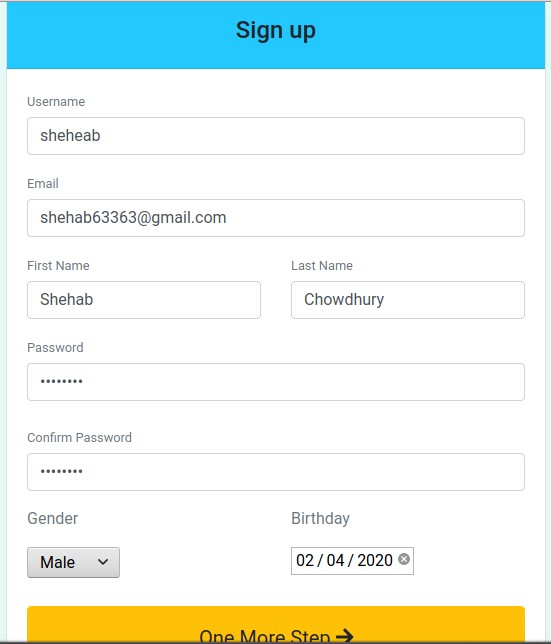 Sign up
Username
sheheab
Email
shehab63363@gmail.com
First Name Last Name
Shehab Chowdhury
Password
••••••••
Confirm Password
••••••••
Gender Birthday
Male 02 / 04 / 2020
One More Step →